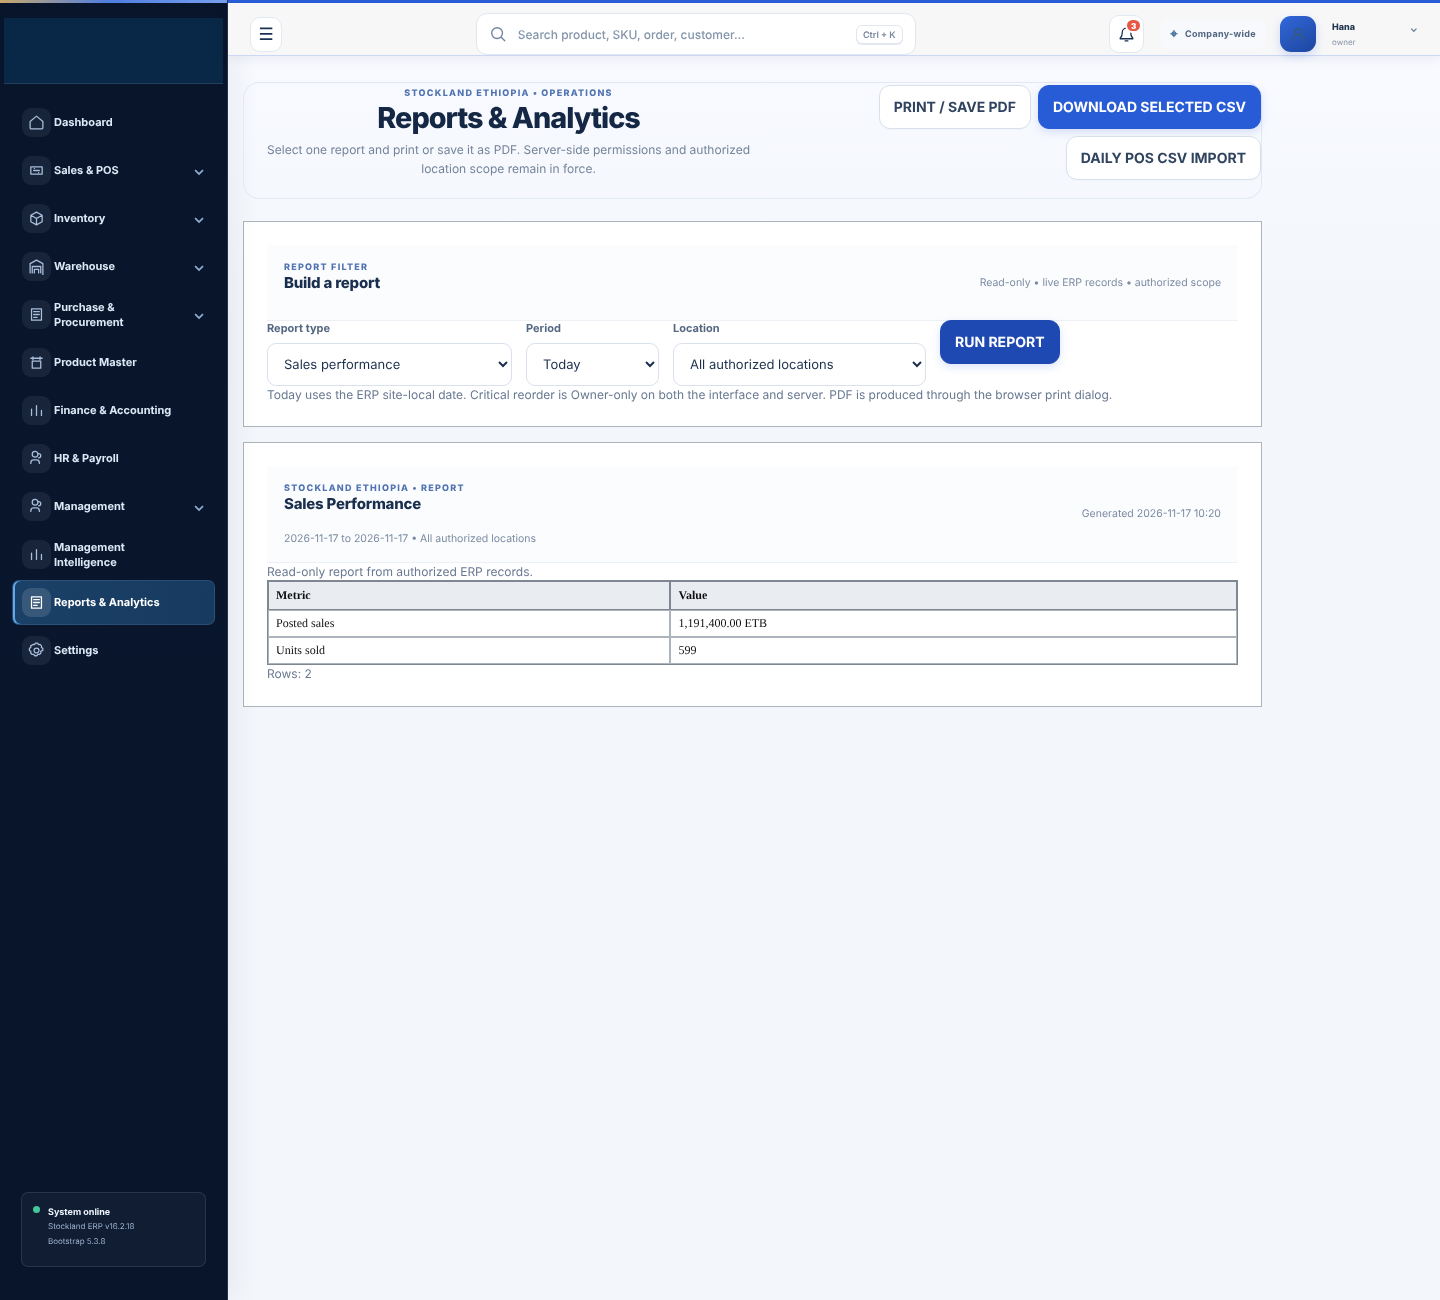 ☰
Search product, SKU, order, customer...
Ctrl + K
3
Company-wide
Hana
owner
Dashboard
Sales & POS
Inventory
Warehouse
Purchase &
Procurement
Product Master
Finance & Accounting
HR & Payroll
Management
Management
Intelligence
Reports & Analytics
Settings
System online
Stockland ERP v16.2.18
Bootstrap 5.3.8
STOCKLAND ETHIOPIA • OPERATIONS
Reports & Analytics
Select one report and print or save it as PDF. Server-side permissions and authorized
location scope remain in force.
PRINT / SAVE PDF
DOWNLOAD SELECTED CSV
DAILY POS CSV IMPORT
REPORT FILTER
Build a report
Read-only • live ERP records • authorized scope
Report type
Period
Location
Sales performance
Today
All authorized locations
RUN REPORT
Today uses the ERP site-local date. Critical reorder is Owner-only on both the interface and server. PDF is produced through the browser print dialog.
STOCKLAND ETHIOPIA • REPORT
Sales Performance
2026-11-17 to 2026-11-17 • All authorized locations
Generated 2026-11-17 10:20
Read-only report from authorized ERP records.
Metric Value
Posted sales 1,191,400.00 ETB
Units sold 599
Rows: 2